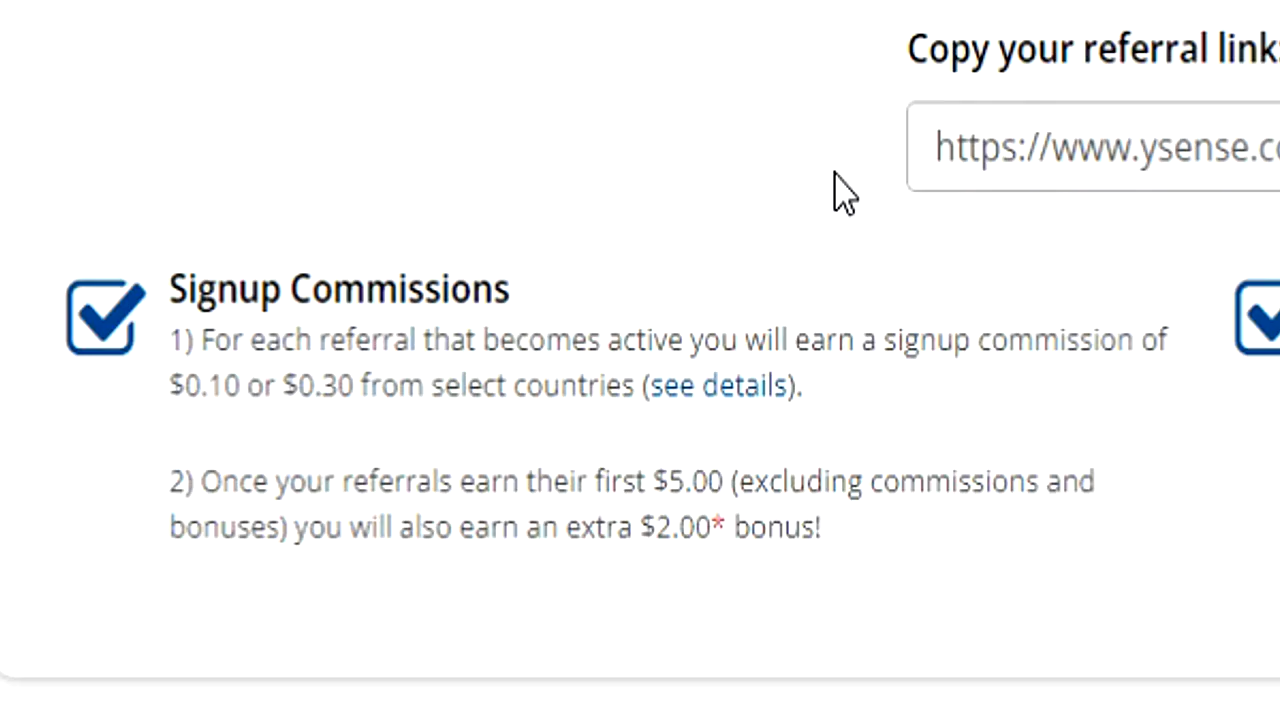 Copy your referral link:
https://www.ysense.co
Signup Commissions
1) For each referral that becomes active you will earn a signup commission of
$0.10 or $0.30 from select countries (see details).
2) Once your referrals earn their first $5.00 (excluding commissions and
bonuses) you will also earn an extra $2.00* bonus!